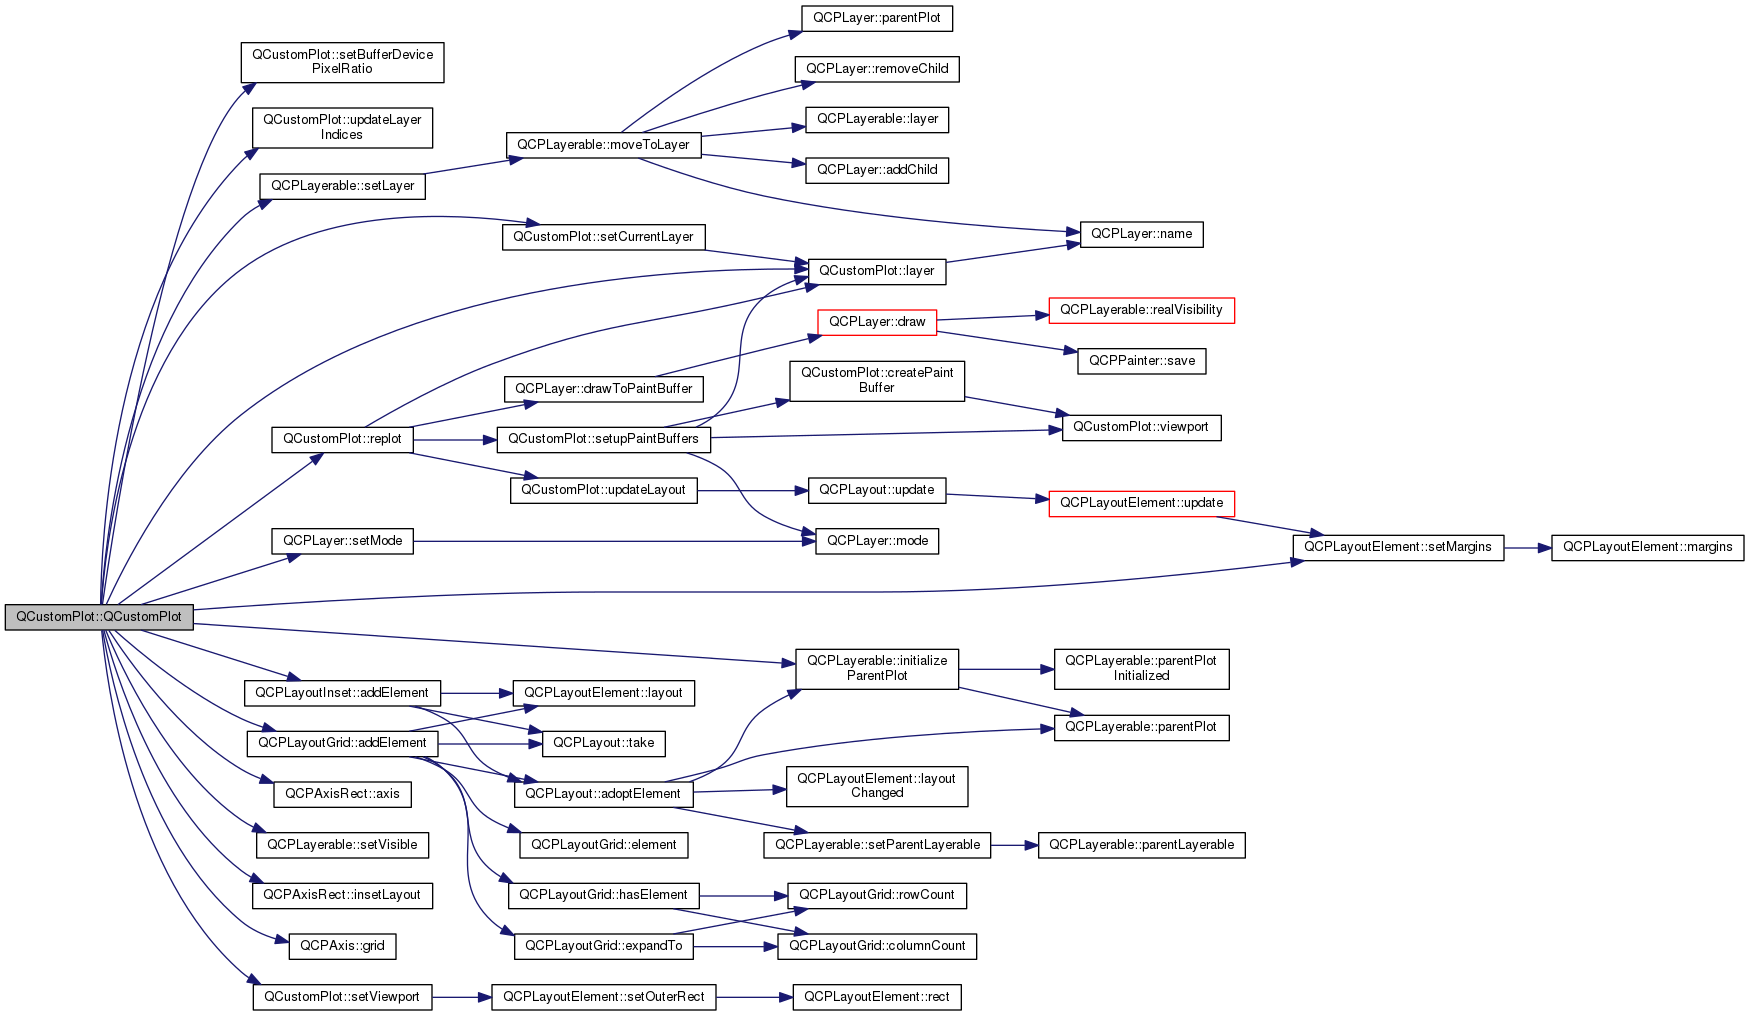 QCPLayer::parentPlot
QCustomPlot::setBufferDevice
PixelRatio
QCPLayer::removeChild
QCustomPlot::updateLayer
Indices
QCPLayerable::layer
QCPLayerable::moveToLayer
QCPLayer::addChild
QCPLayerable::setLayer
QCustomPlot::setCurrentLayer
QCPLayer::name
QCustomPlot::layer
QCPLayerable::realVisibility
QCPLayer::draw
QCPPainter::save
QCustomPlot::createPaint
Buffer
QCPLayer::drawToPaintBuffer
QCustomPlot::viewport
QCustomPlot::replot
QCustomPlot::setupPaintBuffers
QCustomPlot::updateLayout
QCPLayout::update
QCPLayoutElement::update
QCPLayer::setMode
QCPLayer::mode
QCPLayoutElement::setMargins
QCPLayoutElement::margins
QCustomPlot::QCustomPlot
QCPLayerable::initialize
ParentPlot
QCPLayerable::parentPlot
Initialized
QCPLayoutInset::addElement
QCPLayoutElement::layout
QCPLayerable::parentPlot
QCPLayoutGrid::addElement
QCPLayout::take
QCPLayoutElement::layout
Changed
QCPAxisRect::axis
QCPLayout::adoptElement
QCPLayerable::setVisible
QCPLayoutGrid::element
QCPLayerable::setParentLayerable
QCPLayerable::parentLayerable
QCPAxisRect::insetLayout
QCPLayoutGrid::hasElement
QCPLayoutGrid::rowCount
QCPAxis::grid
QCPLayoutGrid::expandTo
QCPLayoutGrid::columnCount
QCustomPlot::setViewport
QCPLayoutElement::setOuterRect
QCPLayoutElement::rect